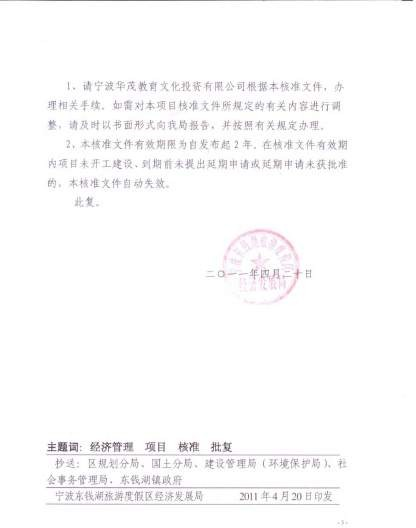 1、请宁波华茂教育文化投资有限公司根据本核准文件，办
理相关手续。如需对本项目核准文件所规定的有关内容进行调
整，请及时以书面形式向我局报告，并按照有关规定办理。
2、本核准文件有效期限为自发布起2年。在核准文件有效期
内项目未开工建设、到期前未提出延期申请或延期申请未获批准
的，本核准文件自动失效。
此复。
二〇一一年四月二十日
经济发展局
主题词：经济管理 项目 核准 批复
抄送：区规划分局、国土分局、建设管理局（环境保护局）、社
会事务管理局、东钱湖镇政府
宁波东钱湖旅游度假区经济发展局 2011年4月20日印发